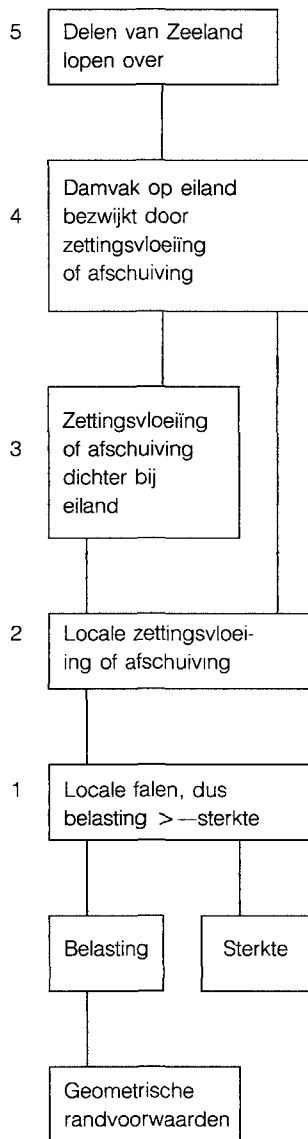 5 Delen van Zeeland
lopen over
4 Damvak op eiland
bezwijkt door
zettingsvloeiïng
of afschuiving
3 Zettingsvloeiïng
of afschuiving
dichter bij
eiland
2 Locale zettingsvloei-
ing of afschuiving
1 Locale falen, dus
belasting >—sterkte
Belasting
Sterkte
Geometrische
randvoorwaarden